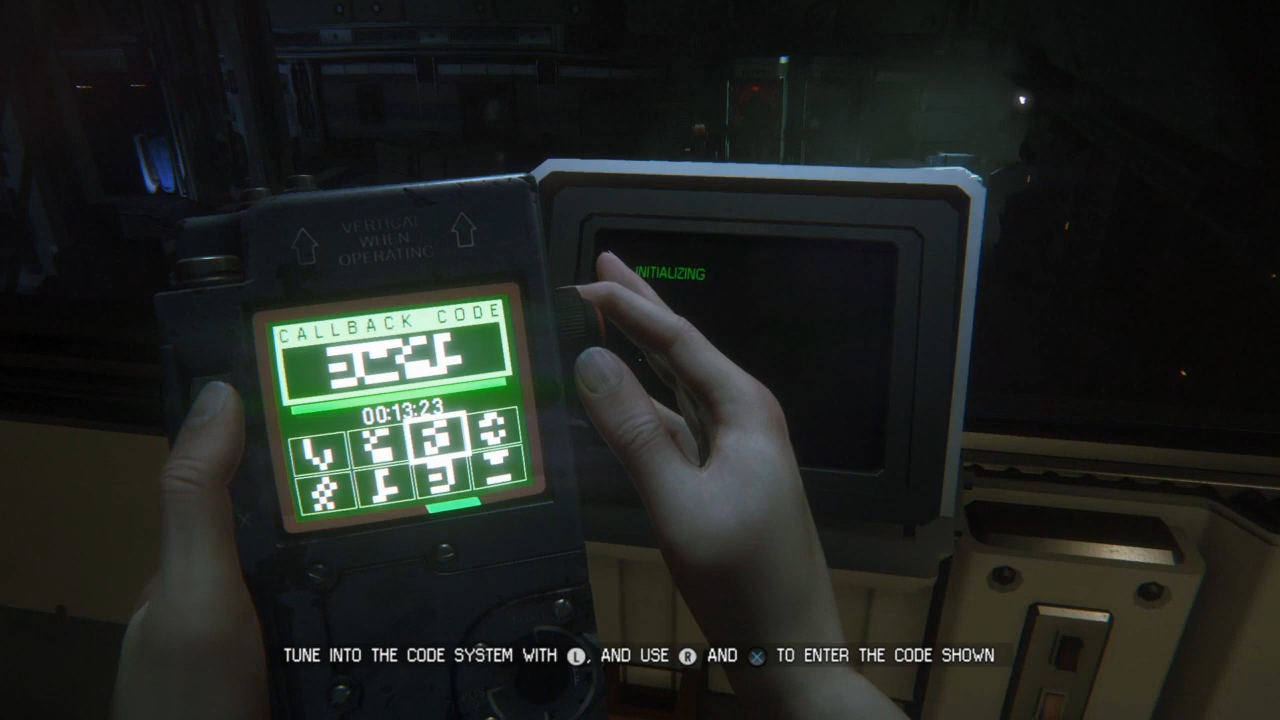 VERTICAL
WHEN
OPERATING
INITIALIZING
CALLBACK CODE
00:13:23
TUNE INTO THE CODE SYSTEM WITH L, AND USE R AND X TO ENTER THE CODE SHOWN